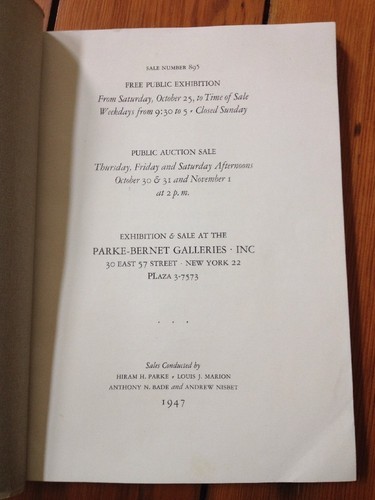 SALE NUMBER 895
FREE PUBLIC EXHIBITION
From Saturday, October 25, to Time of Sale
Weekdays from 9:30 to 5 · Closed Sunday
PUBLIC AUCTION SALE
Thursday, Friday and Saturday Afternoons
October 30 & 31 and November 1
at 2 p. m.
EXHIBITION & SALE AT THE
PARKE-BERNET GALLERIES · INC
30 EAST 57 STREET · NEW YORK 22
PLAZA 3-7573
. . .
Sales Conducted by
HIRAM H. PARKE • LOUIS J. MARION
ANTHONY N. BADE and ANDREW NISBET
1947